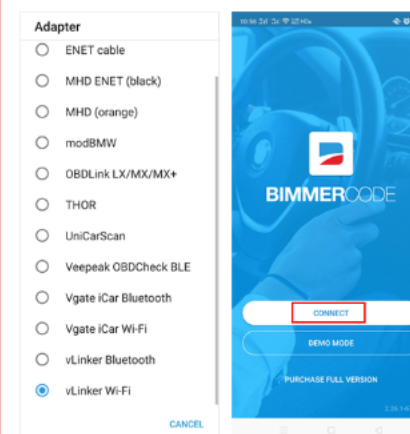 Adapter
ENET cable
MHD ENET (black)
MHD (orange)
modBMW
OBDLink LX/MX/MX+
THOR
UniCarScan
Veepeak OBDCheck BLE
Vgate iCar Bluetooth
Vgate iCar Wi-Fi
vLinker Bluetooth
vLinker Wi-Fi
CANCEL
10:56
BIMMERCODE
CONNECT
DEMO MODE
PURCHASE FULL VERSION